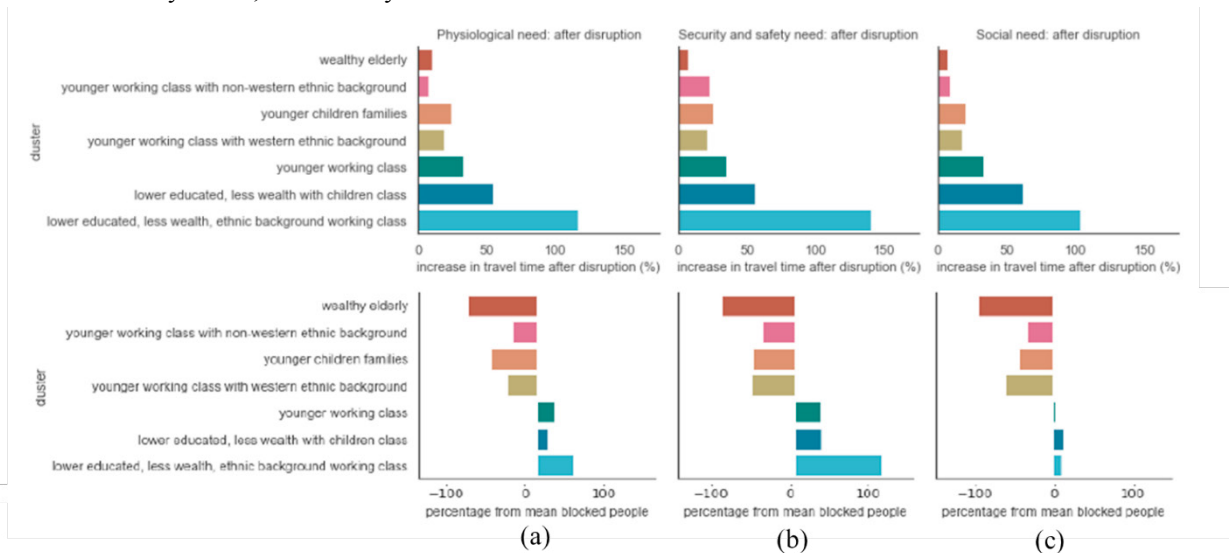 Physiological need: after disruption
Security and safety need: after disruption
Social need: after disruption
duster
wealthy elderly
younger working class with non-western ethnic background
younger children families
younger working class with western ethnic background
younger working class
lower educated, less wealth with children class
lower educated, less wealth, ethnic background working class
0 50 100 150
0 50 100 150
0 50 100 150
increase in travel time after disruption (%)
increase in travel time after disruption (%)
increase in travel time after disruption (%)
duster
wealthy elderly
younger working class with non-western ethnic background
younger children families
younger working class with western ethnic background
younger working class
lower educated, less wealth with children class
lower educated, less wealth, ethnic background working class
−100 0 100
−100 0 100
−100 0 100
percentage from mean blocked people
percentage from mean blocked people
percentage from mean blocked people
(a)
(b)
(c)